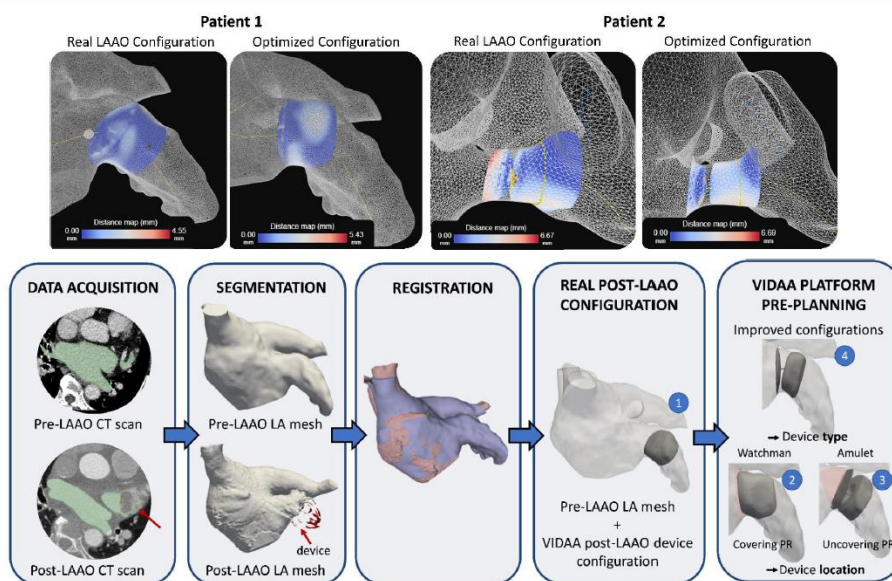 Patient 1
Patient 2
Real LAAO Configuration
Optimized Configuration
Real LAAO Configuration
Optimized Configuration
Distance map (mm)
0.00
mm
4.55
mm
Distance map (mm)
0.00
mm
5.43
mm
Distance map (mm)
0.00
mm
6.67
mm
Distance map (mm)
0.00
mm
6.69
mm
DATA ACQUISITION
Pre-LAAO CT scan
Post-LAAO CT scan
SEGMENTATION
Pre-LAAO LA mesh
device
Post-LAAO LA mesh
REGISTRATION
REAL POST-LAAO
CONFIGURATION
1
Pre-LAAO LA mesh
+
VIDAA post-LAAO device
configuration
VIDAA PLATFORM
PRE-PLANNING
Improved configurations
4
→ Device type
Watchman
Amulet
2
3
Covering PR
Uncovering PR
→ Device location